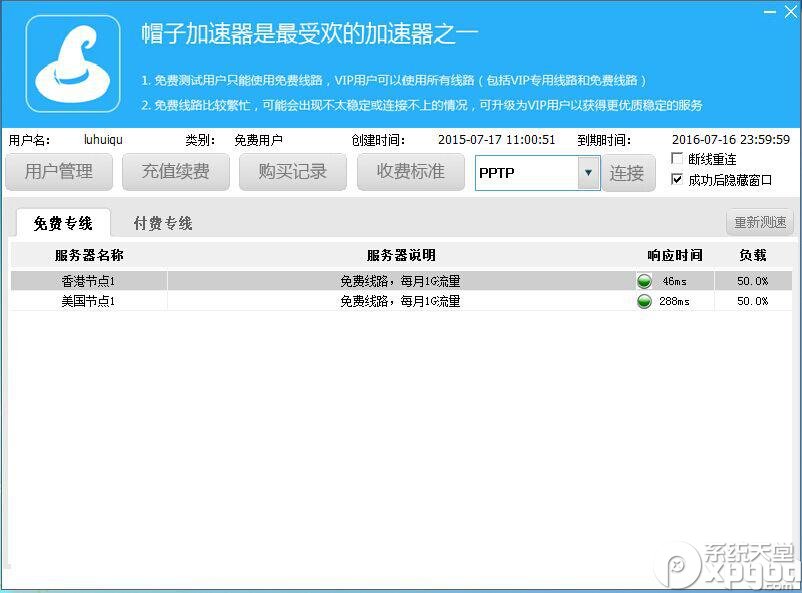 帽子加速器是最受欢的加速器之一
1. 免费测试用户只能使用免费线路，VIP用户可以使用所有线路（包括VIP专用线路和免费线路）
2. 免费线路比较繁忙，可能会出现不太稳定或连接不上的情况，可升级为VIP用户以获得更优质稳定的服务
用户名： luhuiqu 类别： 免费用户 创建时间： 2015-07-17 11:00:51 到期时间： 2016-07-16 23:59:59
用户管理 充值续费 购买记录 收费标准 PPTP 连接
断线重连
成功后隐藏窗口
免费专线 付费专线 重新测速
服务器名称 服务器说明 响应时间 负载
香港节点1 免费线路，每月1G流量 46ms 50.0%
美国节点1 免费线路，每月1G流量 288ms 50.0%
系统天堂
xpgod
.com